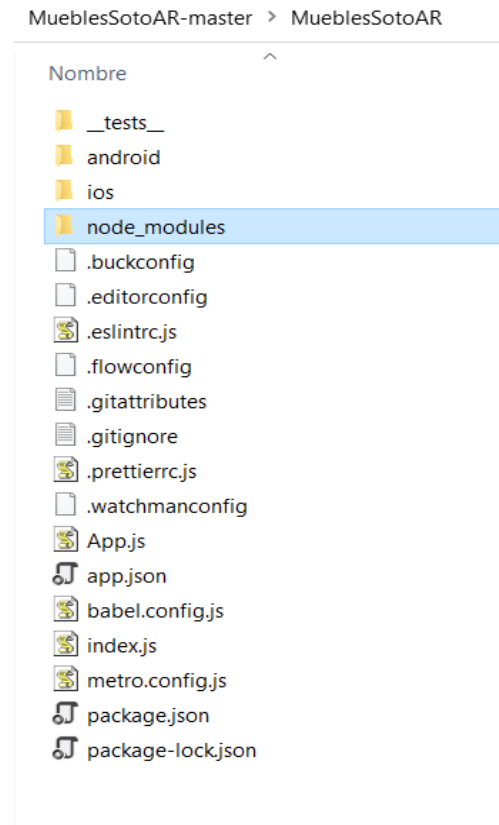 MueblesSotoAR-master > MueblesSotoAR
Nombre
__tests__
android
ios
node_modules
.buckconfig
.editorconfig
.eslintrc.js
.flowconfig
.gitattributes
.gitignore
.prettierrc.js
.watchmanconfig
App.js
app.json
babel.config.js
index.js
metro.config.js
package.json
package-lock.json